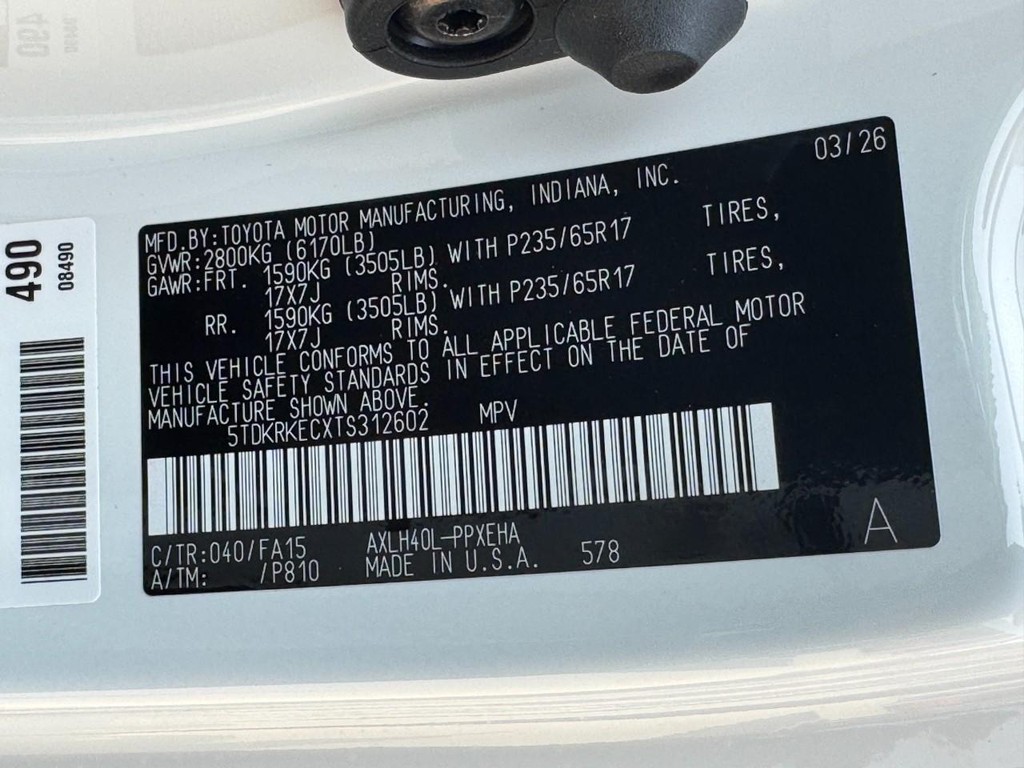 490
08490
03/26
MFD.BY:TOYOTA MOTOR MANUFACTURING, INDIANA, INC.
GVWR:2800KG (6170LB)
GAWR:FRT. 1590KG (3505LB) WITH P235/65R17 TIRES,
17X7J RIMS.
RR. 1590KG (3505LB) WITH P235/65R17 TIRES,
17X7J RIMS.
THIS VEHICLE CONFORMS TO ALL APPLICABLE FEDERAL MOTOR
VEHICLE SAFETY STANDARDS IN EFFECT ON THE DATE OF
MANUFACTURE SHOWN ABOVE.
5TDKRKECXTS312602 MPV
C/TR:040/FA15 AXLH40L-PPXEHA
A/TM: /P810 MADE IN U.S.A. 578
A